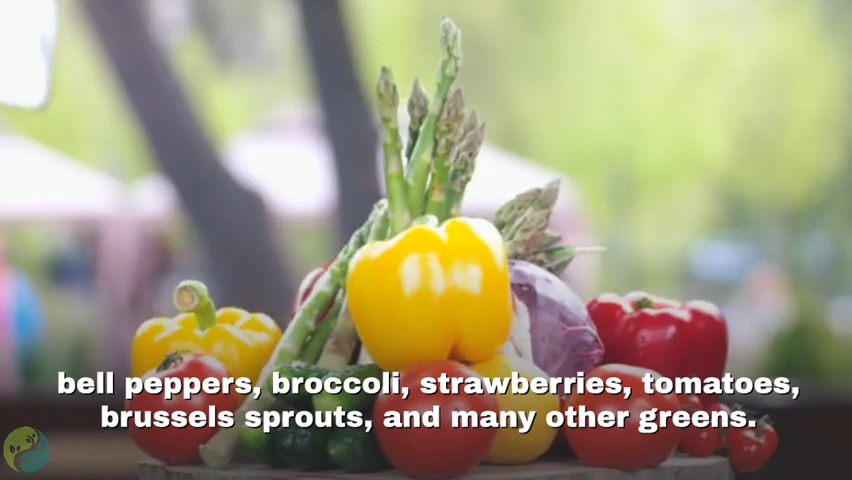 bell peppers, broccoli, strawberries, tomatoes,
brussels sprouts, and many other greens.